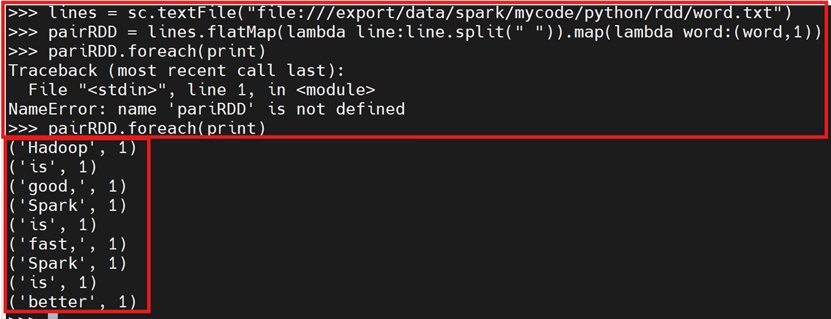 >>> lines = sc.textFile("file:///export/data/spark/mycode/python/rdd/word.txt")
>>> pairRDD = lines.flatMap(lambda line:line.split(" ")).map(lambda word:(word,1))
>>> pariRDD.foreach(print)
Traceback (most recent call last):
  File "<stdin>", line 1, in <module>
NameError: name 'pariRDD' is not defined
>>> pairRDD.foreach(print)
('Hadoop', 1)
('is', 1)
('good,', 1)
('Spark', 1)
('is', 1)
('fast,', 1)
('Spark', 1)
('is', 1)
('better', 1)
>>>